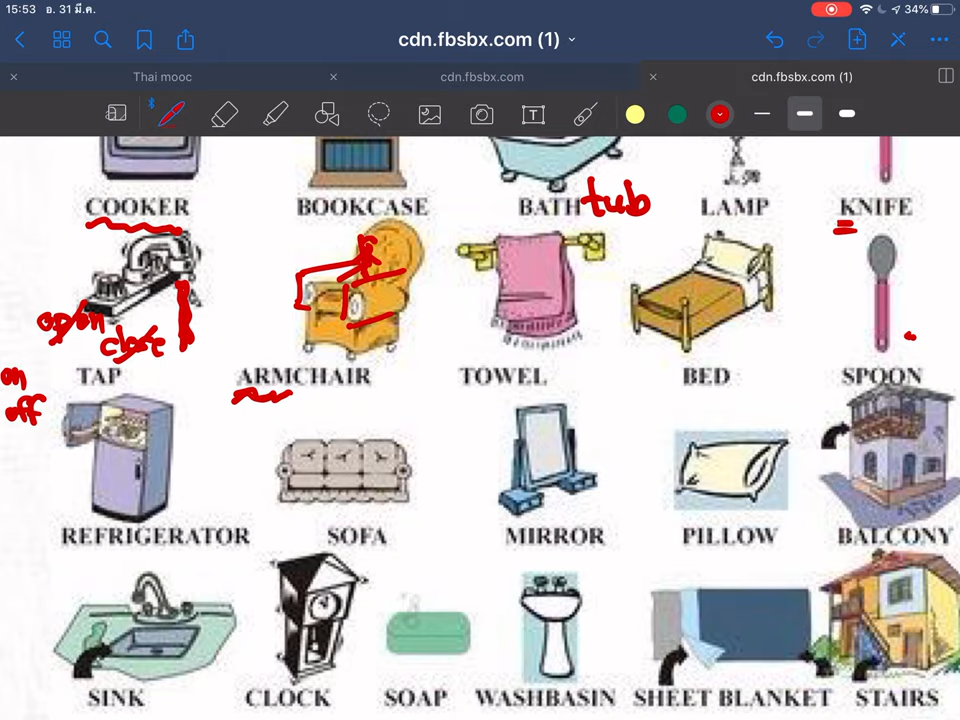 15:53 อ. 31 มี.ค. 34%
cdn.fbsbx.com (1)
Thai mooc cdn.fbsbx.com cdn.fbsbx.com (1)
COOKER BOOKCASE BATH tub LAMP KNIFE
open
close
TAP ARMCHAIR TOWEL BED SPOON
on
off
REFRIGERATOR SOFA MIRROR PILLOW BALCONY
SINK CLOCK SOAP WASHBASIN SHEET BLANKET STAIRS